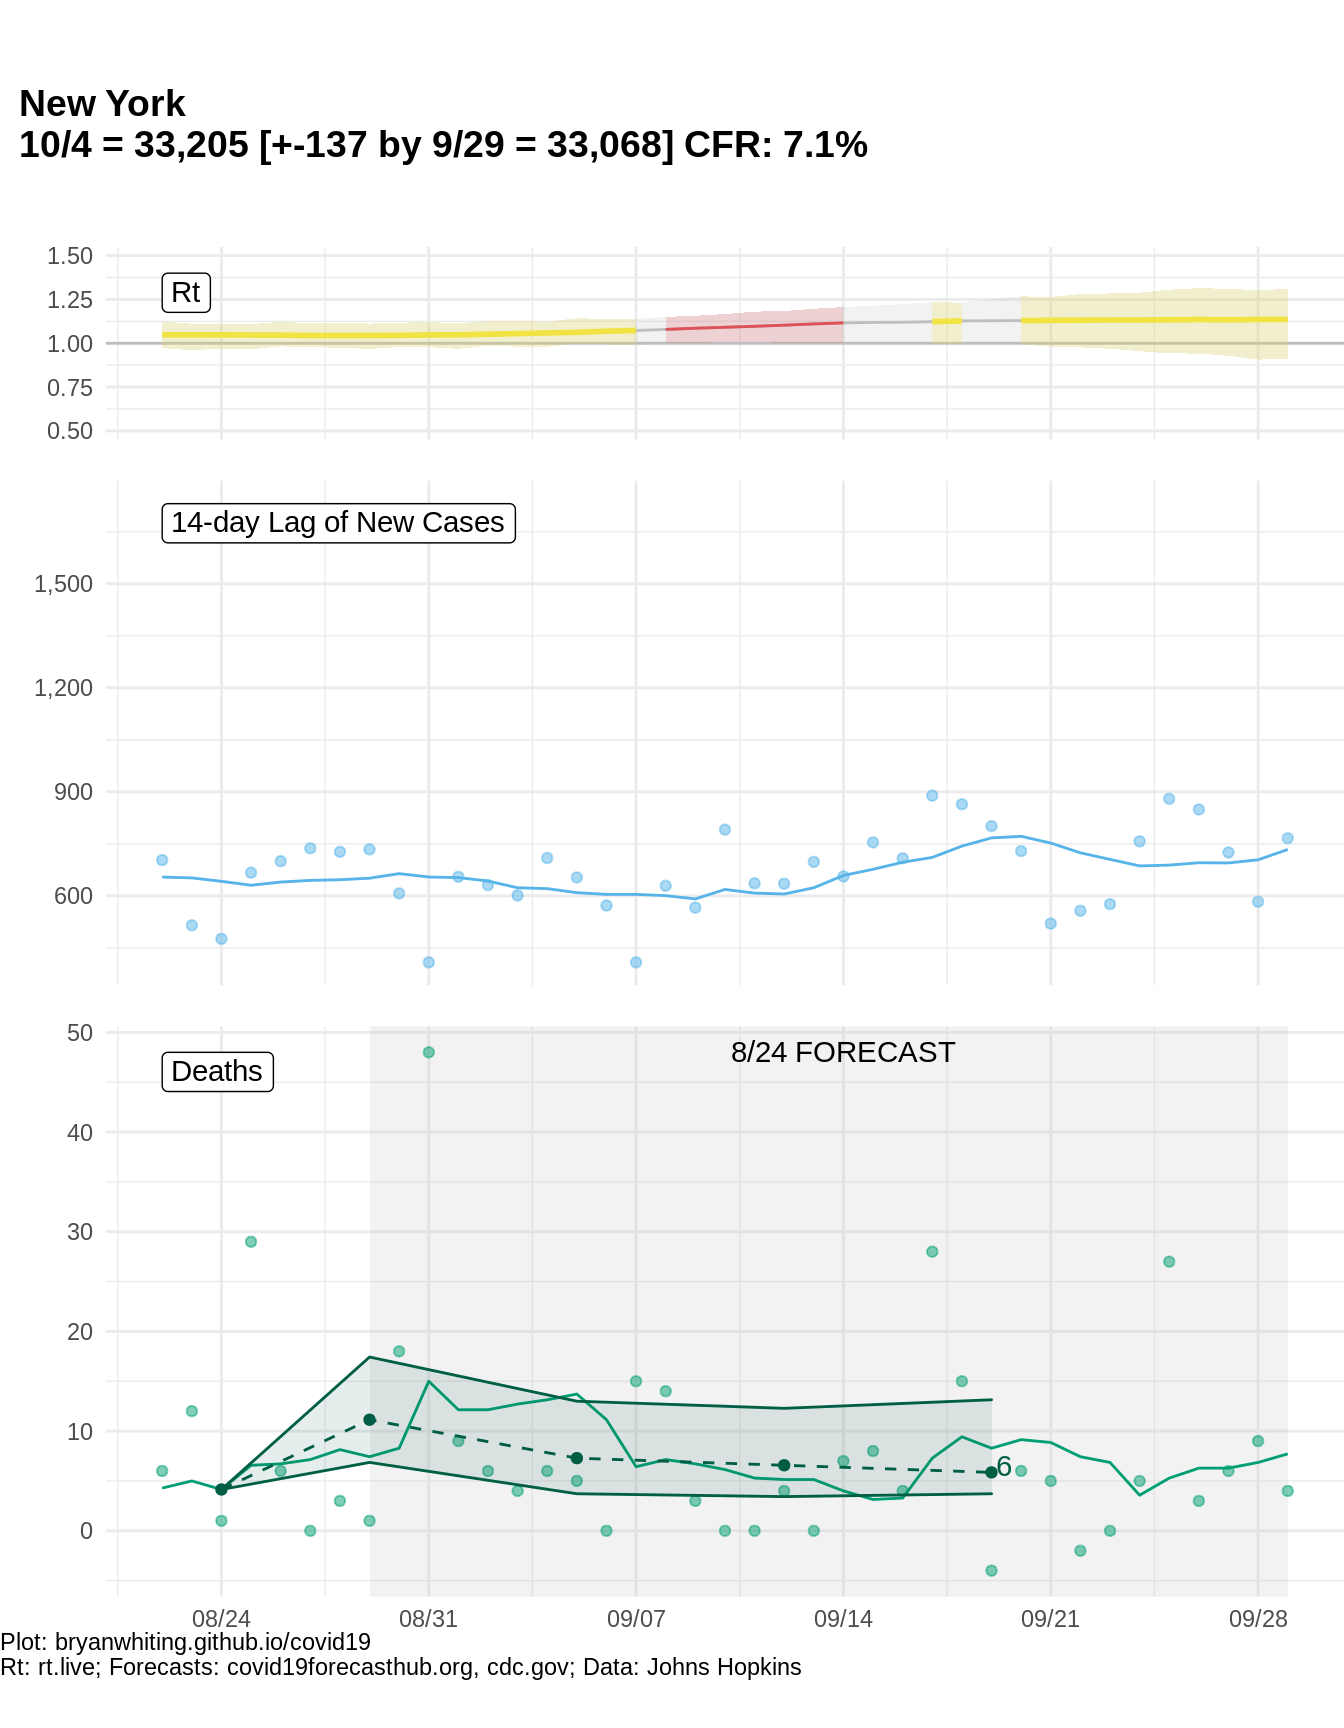 New York
10/4 = 33,205 [+-137 by 9/29 = 33,068] CFR: 7.1%
1.50
Rt
1.25
1.00
0.75
0.50
14-day Lag of New Cases
1,500
1,200
900
600
50
8/24 FORECAST
Deaths
40
30
20
10
6
0
08/24 08/31 09/07 09/14 09/21 09/28
Plot: bryanwhiting.github.io/covid19
Rt: rt.live; Forecasts: covid19forecasthub.org, cdc.gov; Data: Johns Hopkins